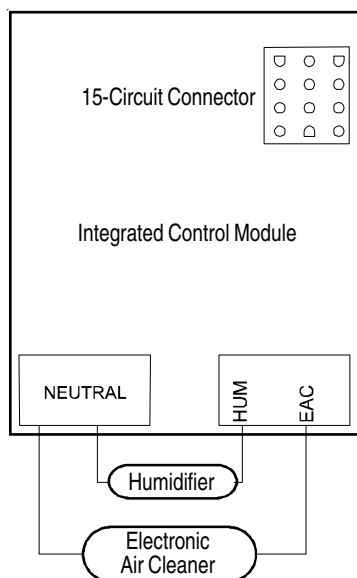 15-Circuit Connector
Integrated Control Module
NEUTRAL
HUM
EAC
Humidifier
Electronic
Air Cleaner